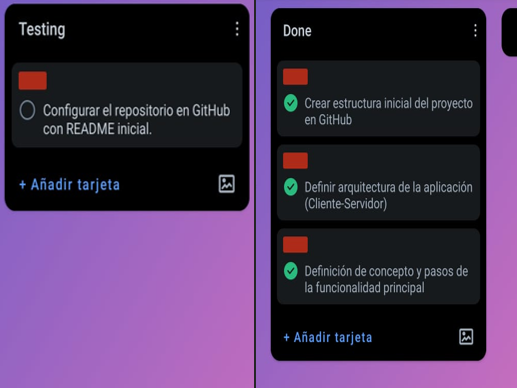 Testing
Configurar el repositorio en GitHub
con README inicial.
+ Añadir tarjeta
Done
Crear estructura inicial del proyecto
en GitHub
Definir arquitectura de la aplicación
(Cliente-Servidor)
Definición de concepto y pasos de
la funcionalidad principal
+ Añadir tarjeta